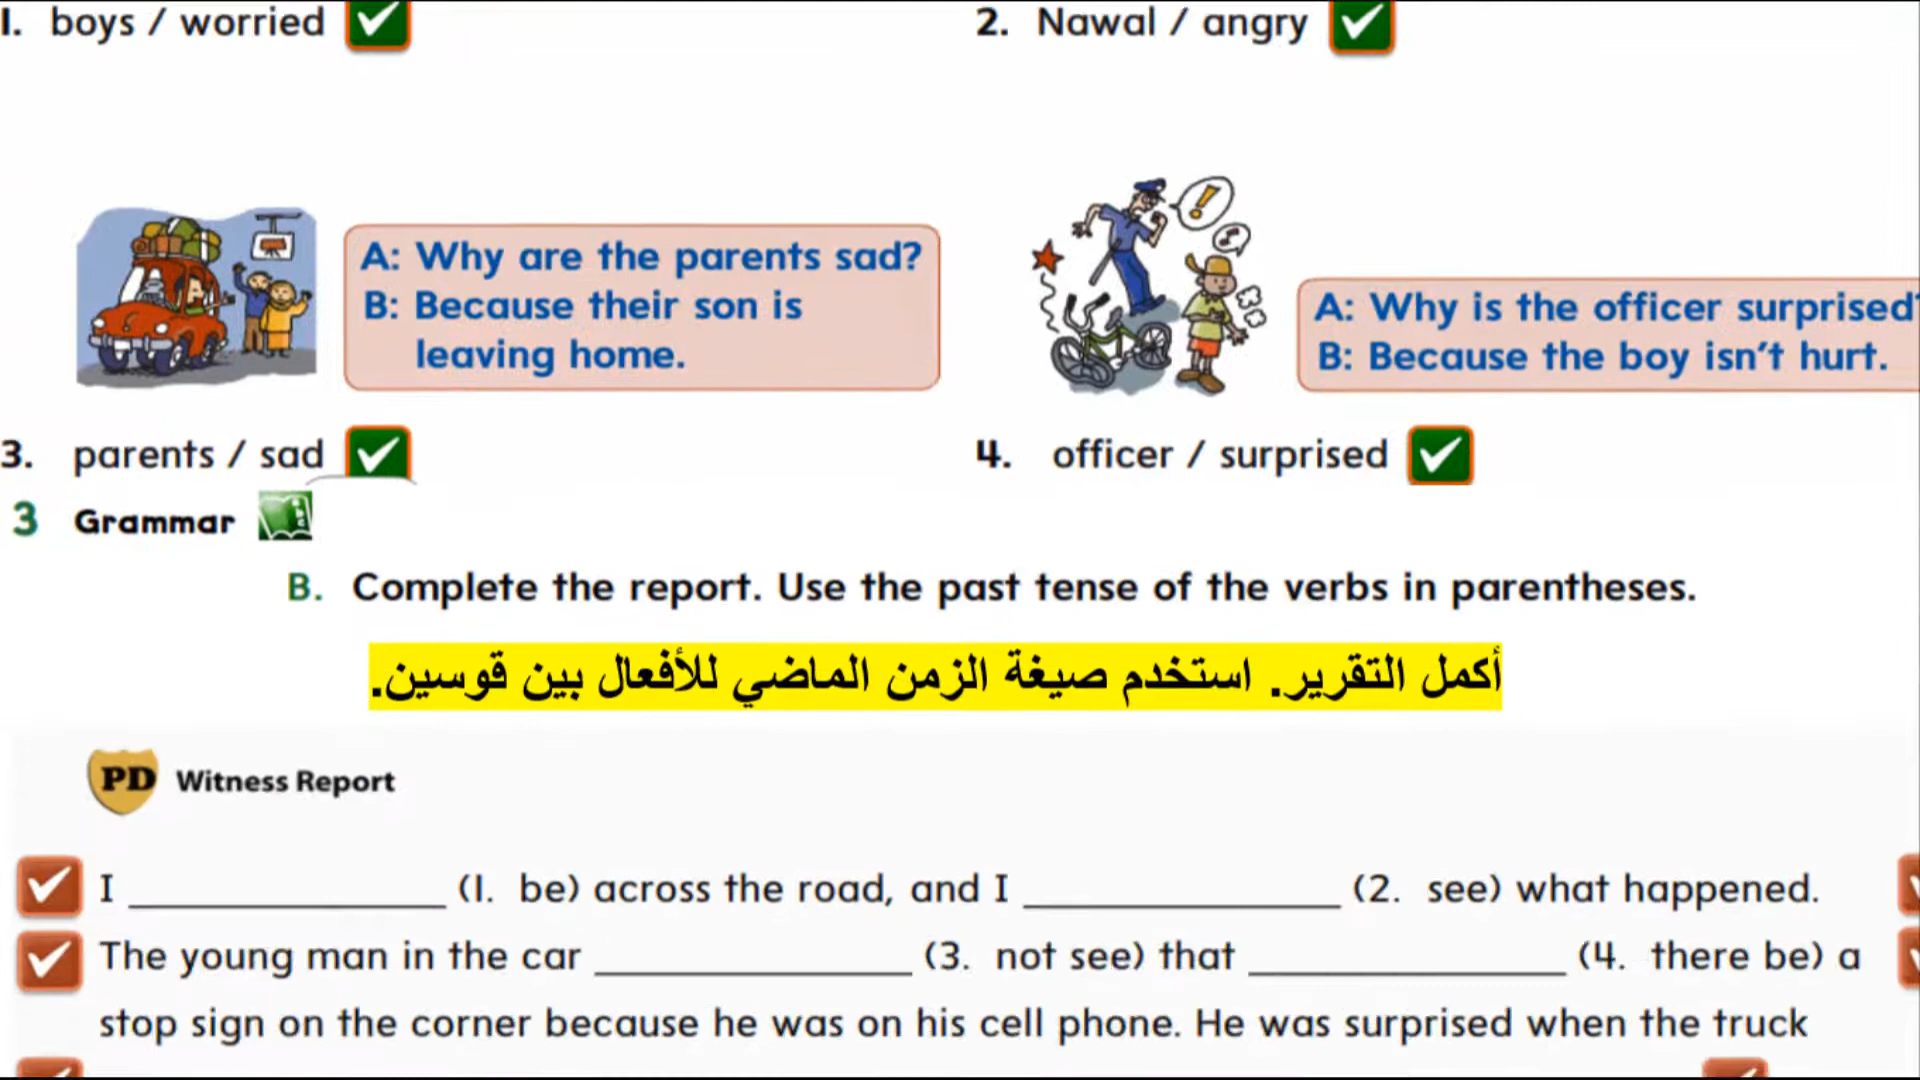 1. boys / worried
2. Nawal / angry
A: Why are the parents sad?
B: Because their son is
leaving home.
A: Why is the officer surprised?
B: Because the boy isn't hurt.
3. parents / sad
4. officer / surprised
3 Grammar
B. Complete the report. Use the past tense of the verbs in parentheses.
أكمل التقرير. استخدم صيغة الزمن الماضي للأفعال بين قوسين.
PD Witness Report
I ______________ (1. be) across the road, and I ______________ (2. see) what happened.
The young man in the car ______________ (3. not see) that ______________ (4. there be) a
stop sign on the corner because he was on his cell phone. He was surprised when the truck